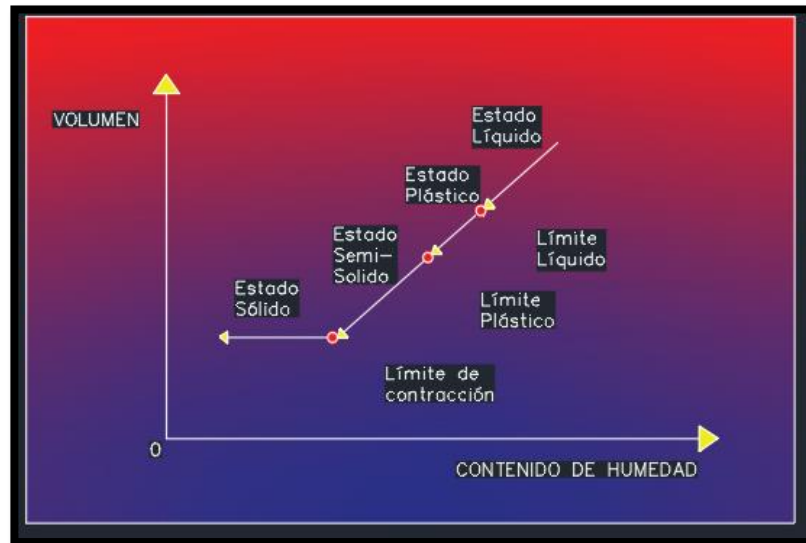 VOLUMEN
Estado
Líquido
Estado
Plástico
Estado
Semi-
Solido
Límite
Líquido
Estado
Sólido
Límite
Plástico
Límite de
contracción
0
CONTENIDO DE HUMEDAD